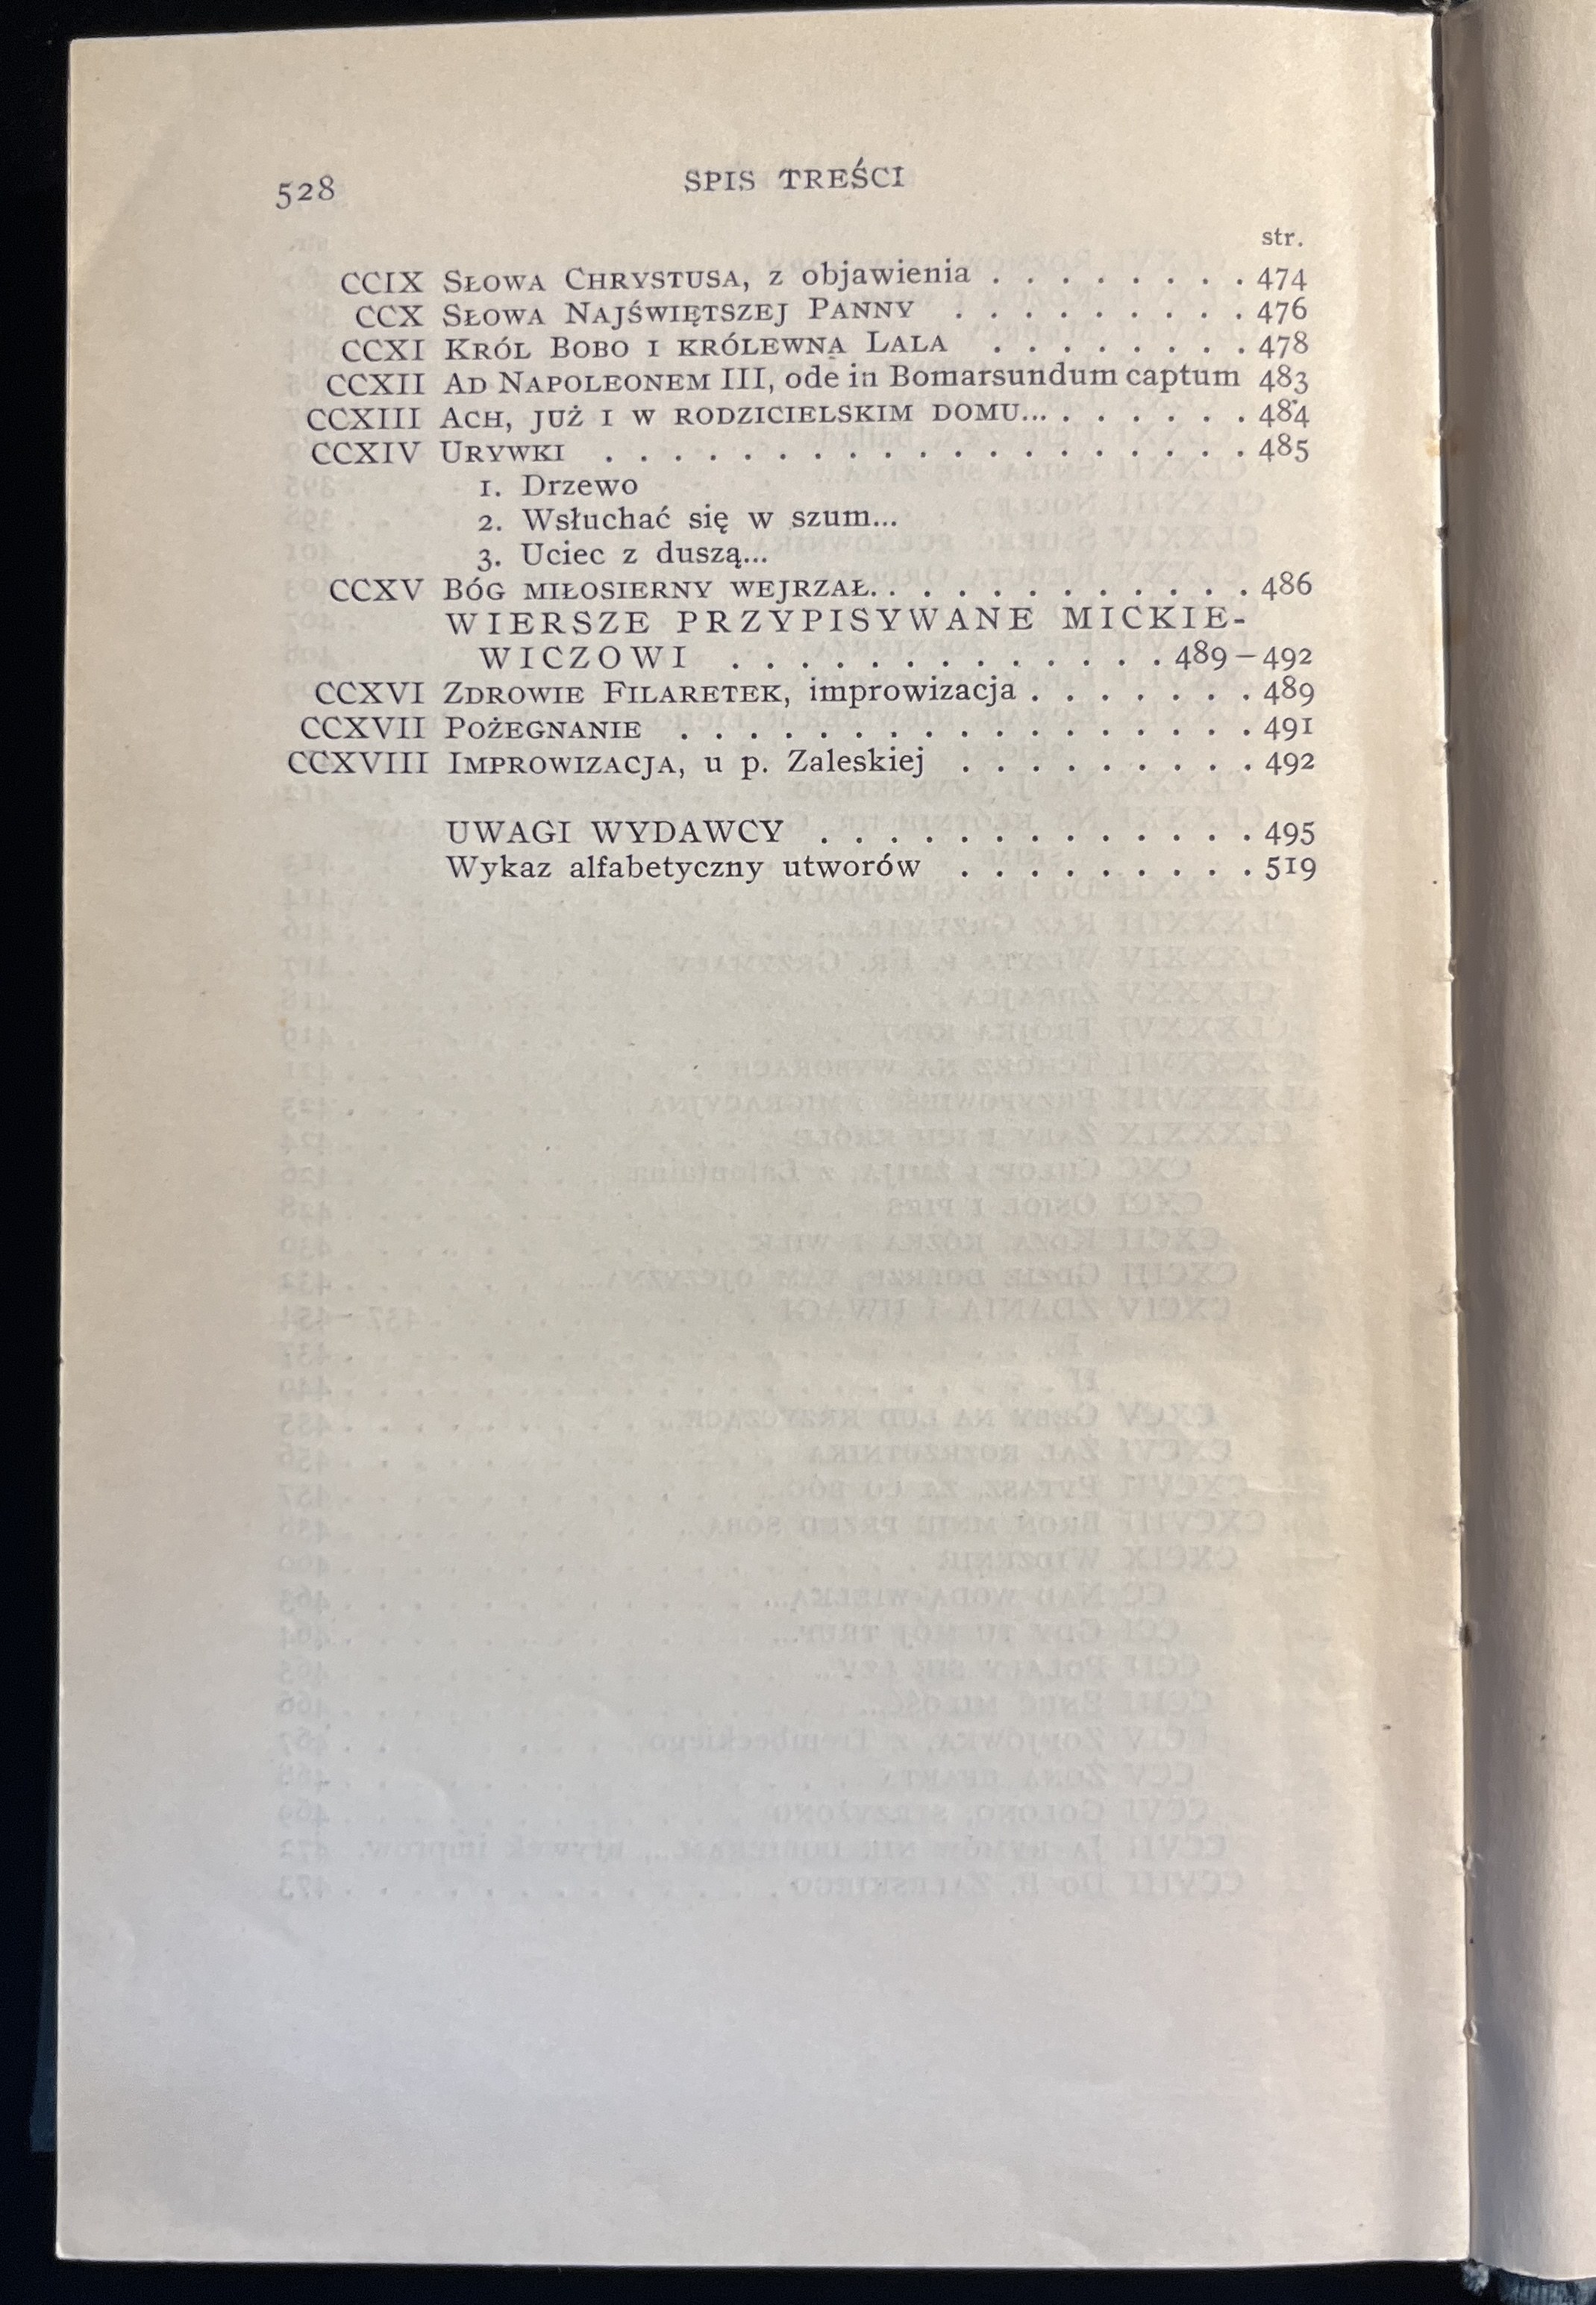 528 SPIS TREŚCI
str.
CCIX SŁOWA CHRYSTUSA, z objawienia . . . . . . . . 474
CCX SŁOWA NAJŚWIĘTSZEJ PANNY . . . . . . . . . 476
CCXI KRÓL BOBO I KRÓLEWNA LALA . . . . . . . . 478
CCXII AD NAPOLEONEM III, ode in Bomarsundum captum 483
CCXIII ACH, JUŻ I W RODZICIELSKIM DOMU... . . . . . . 484
CCXIV URYWKI . . . . . . . . . . . . . . . . . . . 485
1. Drzewo
2. Wsłuchać się w szum...
3. Uciec z duszą...
CCXV BÓG MIŁOSIERNY WEJRZAŁ. . . . . . . . . . . . 486
WIERSZE PRZYPISYWANE MICKIE-
WICZOWI . . . . . . . . . . . . . 489 – 492
CCXVI ZDROWIE FILARETEK, improwizacja . . . . . . . 489
CCXVII POŻEGNANIE . . . . . . . . . . . . . . . . . 491
CCXVIII IMPROWIZACJA, u p. Zaleskiej . . . . . . . . . 492
UWAGI WYDAWCY . . . . . . . . . . . . . 495
Wykaz alfabetyczny utworów . . . . . . . . . 519